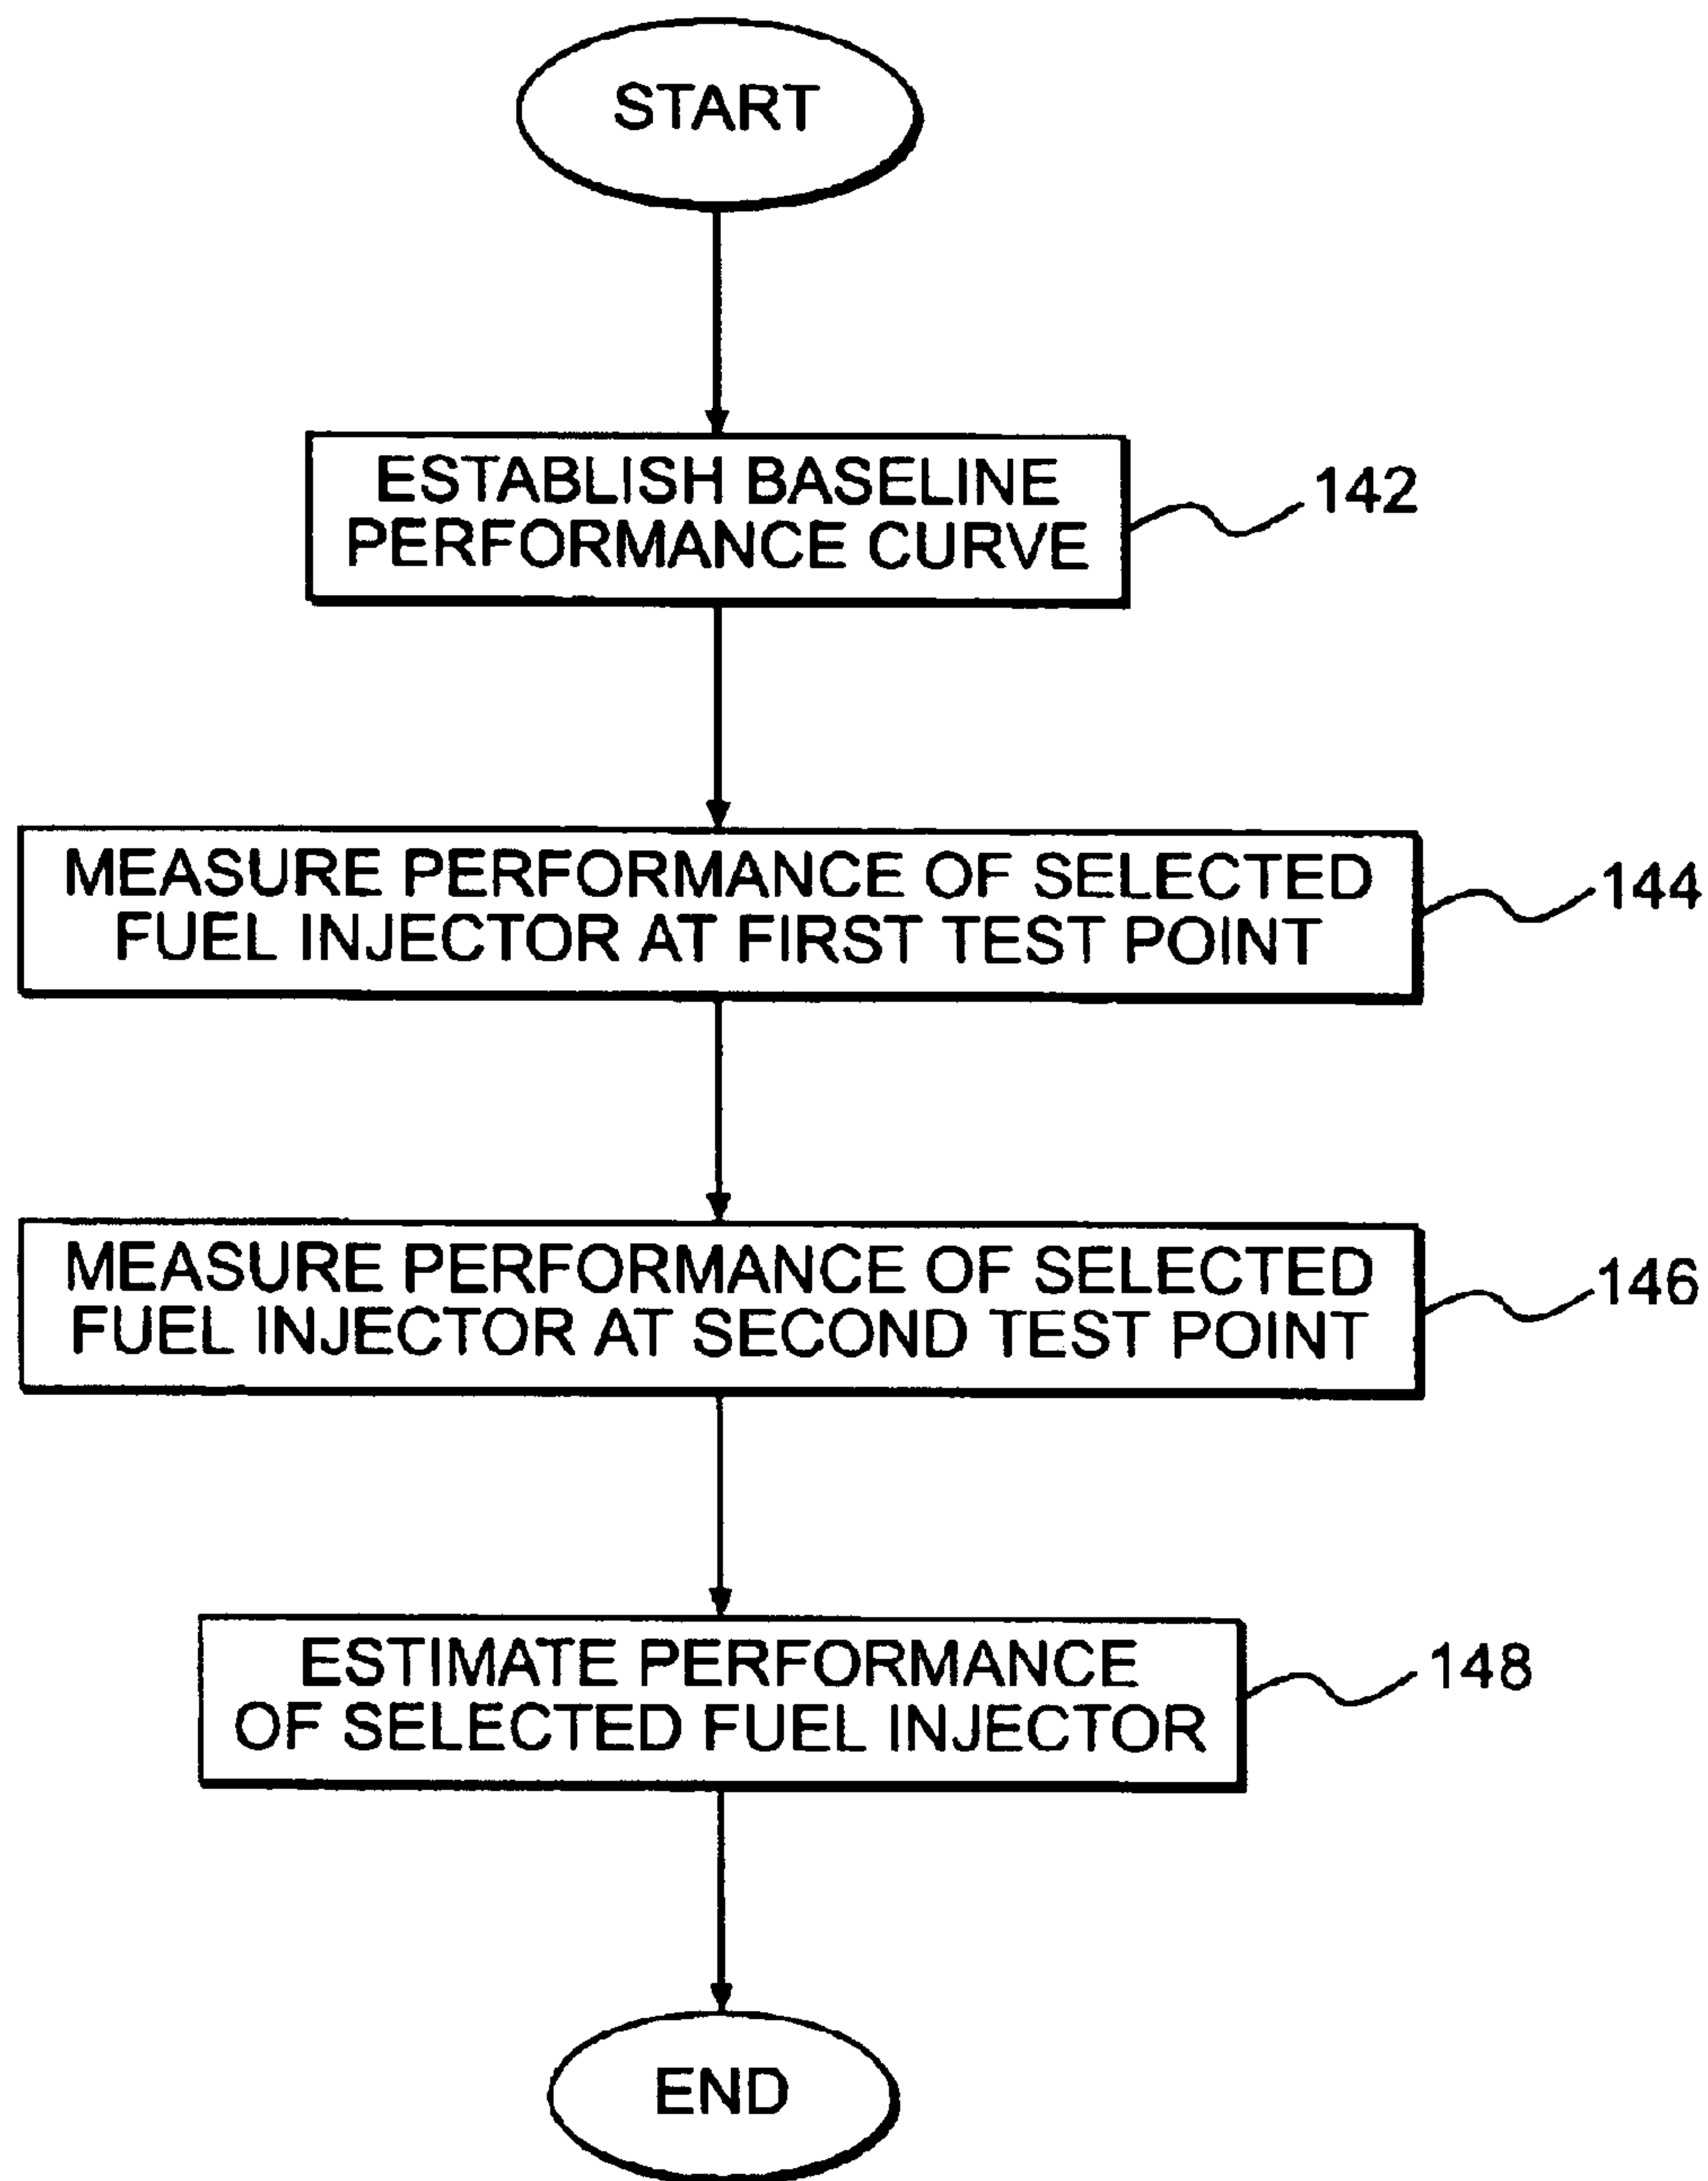 START
ESTABLISH BASELINE
PERFORMANCE CURVE
142
MEASURE PERFORMANCE OF SELECTED
FUEL INJECTOR AT FIRST TEST POINT
144
MEASURE PERFORMANCE OF SELECTED
FUEL INJECTOR AT SECOND TEST POINT
146
ESTIMATE PERFORMANCE
OF SELECTED FUEL INJECTOR
148
END